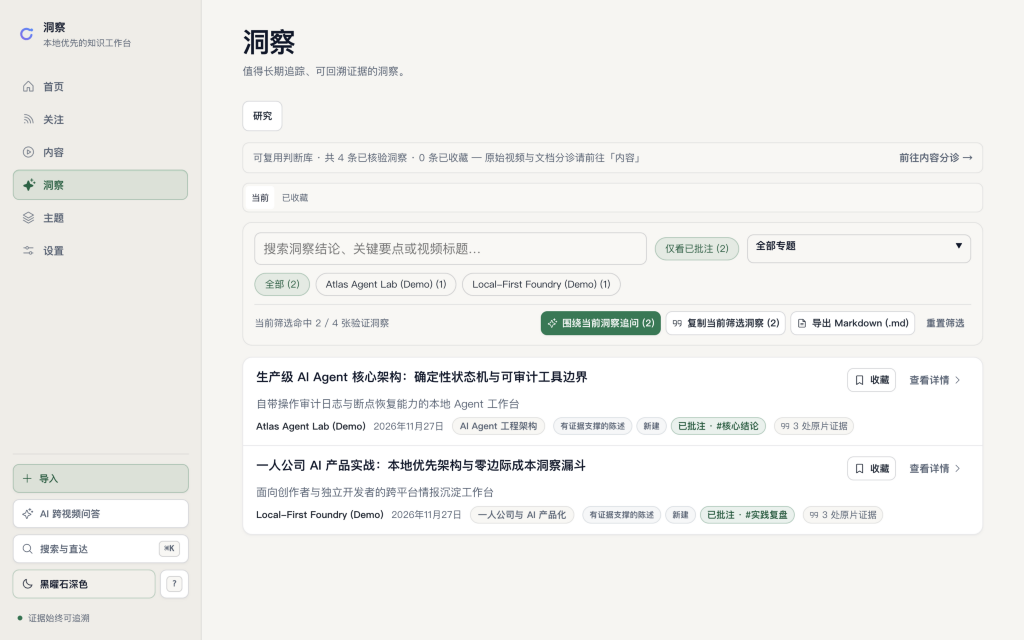 洞察
本地优先的知识工作台
首页
关注
内容
洞察
主题
设置
导入
AI 跨视频问答
搜索与直达 ⌘K
黑曜石深色 ?
证据始终可追溯
洞察
值得长期追踪、可回溯证据的洞察。
研究
可复用判断库 · 共 4 条已核验洞察 · 0 条已收藏 — 原始视频与文档分诊请前往「内容」 前往内容分诊 →
当前 已收藏
搜索洞察结论、关键要点或视频标题… 仅看已批注 (2) 全部专题 ▼
全部 (2) Atlas Agent Lab (Demo) (1) Local-First Foundry (Demo) (1)
当前筛选命中 2 / 4 张验证洞察 围绕当前洞察追问 (2) 复制当前筛选洞察 (2) 导出 Markdown (.md) 重置筛选
生产级 AI Agent 核心架构：确定性状态机与可审计工具边界 收藏 查看详情
自带操作审计日志与断点恢复能力的本地 Agent 工作台
Atlas Agent Lab (Demo) 2026年11月27日 AI Agent 工程架构 有证据支撑的陈述 新建 已批注 · #核心结论 3 处原片证据
一人公司 AI 产品实战：本地优先架构与零边际成本洞察漏斗 收藏 查看详情
面向创作者与独立开发者的跨平台情报沉淀工作台
Local-First Foundry (Demo) 2026年11月27日 一人公司与 AI 产品化 有证据支撑的陈述 新建 已批注 · #实践复盘 3 处原片证据